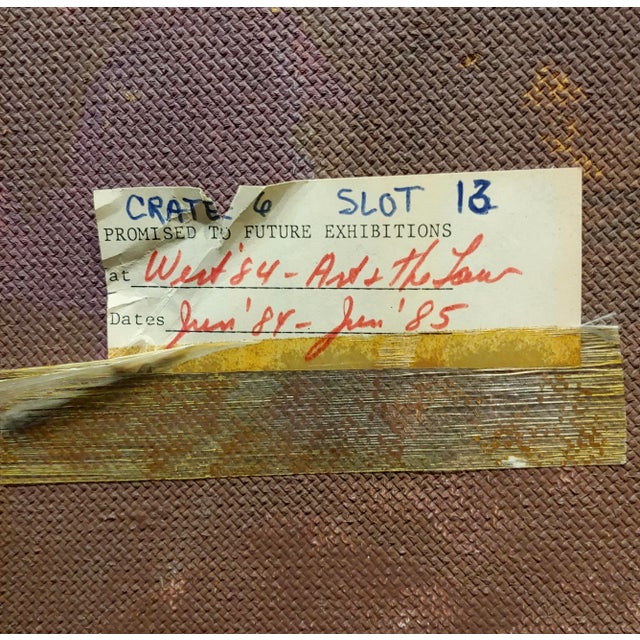 CRATE 6 SLOT 13
PROMISED TO FUTURE EXHIBITIONS
at West '84 - Art & the Law
Dates Jun '84 - Jun '85